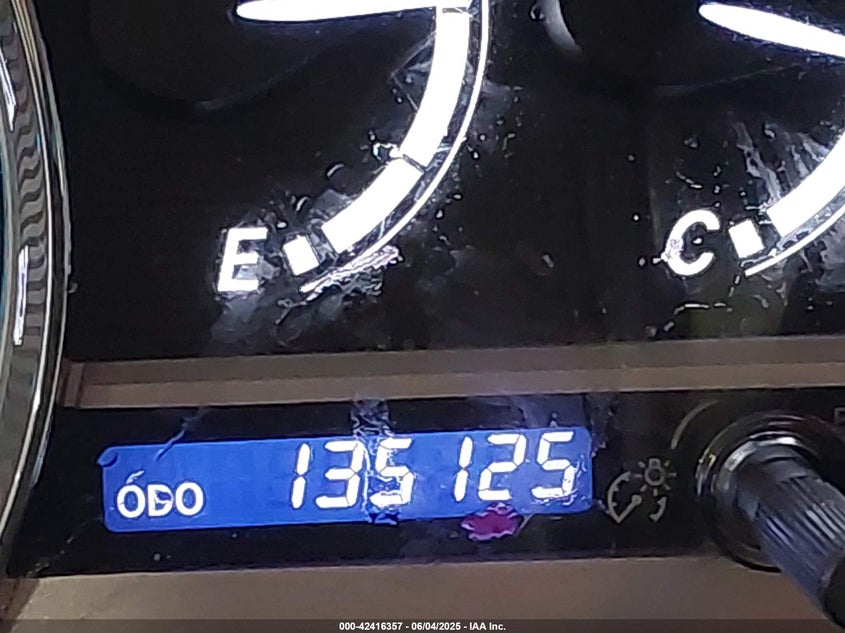 E
C
ODO 135125
000-42416357 - 06/04/2025 - IAA Inc.